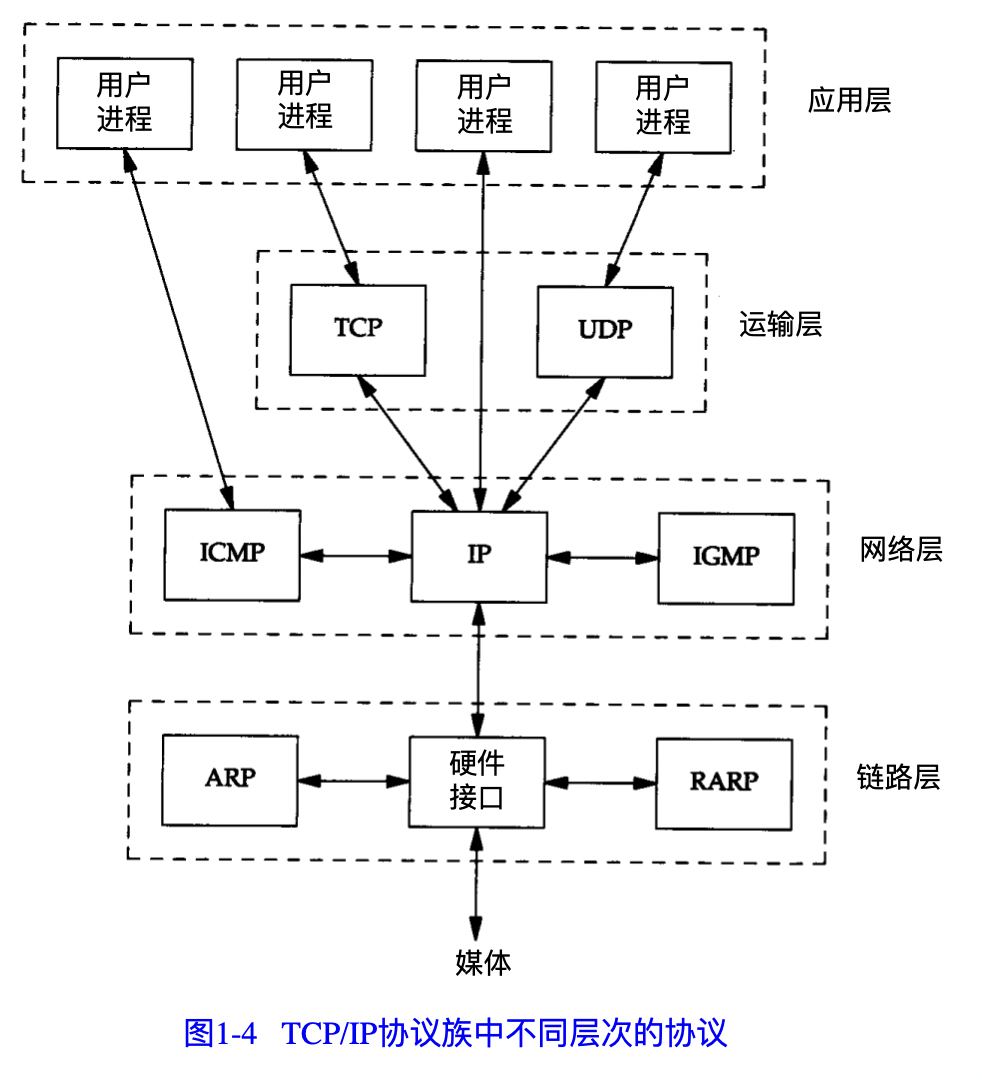 用户
进程
用户
进程
用户
进程
用户
进程
应用层
TCP
UDP
运输层
ICMP
IP
IGMP
网络层
ARP
硬件
接口
RARP
链路层
媒体
图1-4 TCP/IP协议族中不同层次的协议